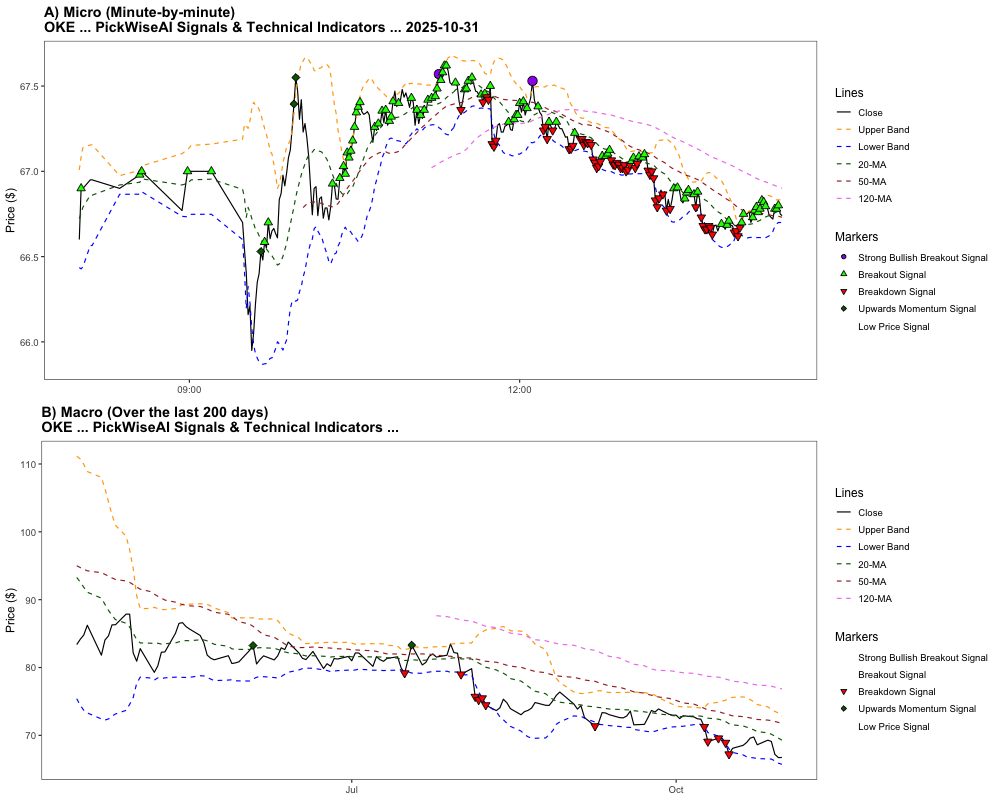 A) Micro (Minute-by-minute)
OKE ... PickWiseAI Signals & Technical Indicators ... 2025-10-31
Price ($)
67.5
67.0
66.5
66.0
09:00
12:00
Lines
Close
Upper Band
Lower Band
20-MA
50-MA
120-MA
Markers
Strong Bullish Breakout Signal
Breakout Signal
Breakdown Signal
Upwards Momentum Signal
Low Price Signal
B) Macro (Over the last 200 days)
OKE ... PickWiseAI Signals & Technical Indicators ...
Price ($)
110
100
90
80
70
Jul
Oct
Lines
Close
Upper Band
Lower Band
20-MA
50-MA
120-MA
Markers
Strong Bullish Breakout Signal
Breakout Signal
Breakdown Signal
Upwards Momentum Signal
Low Price Signal